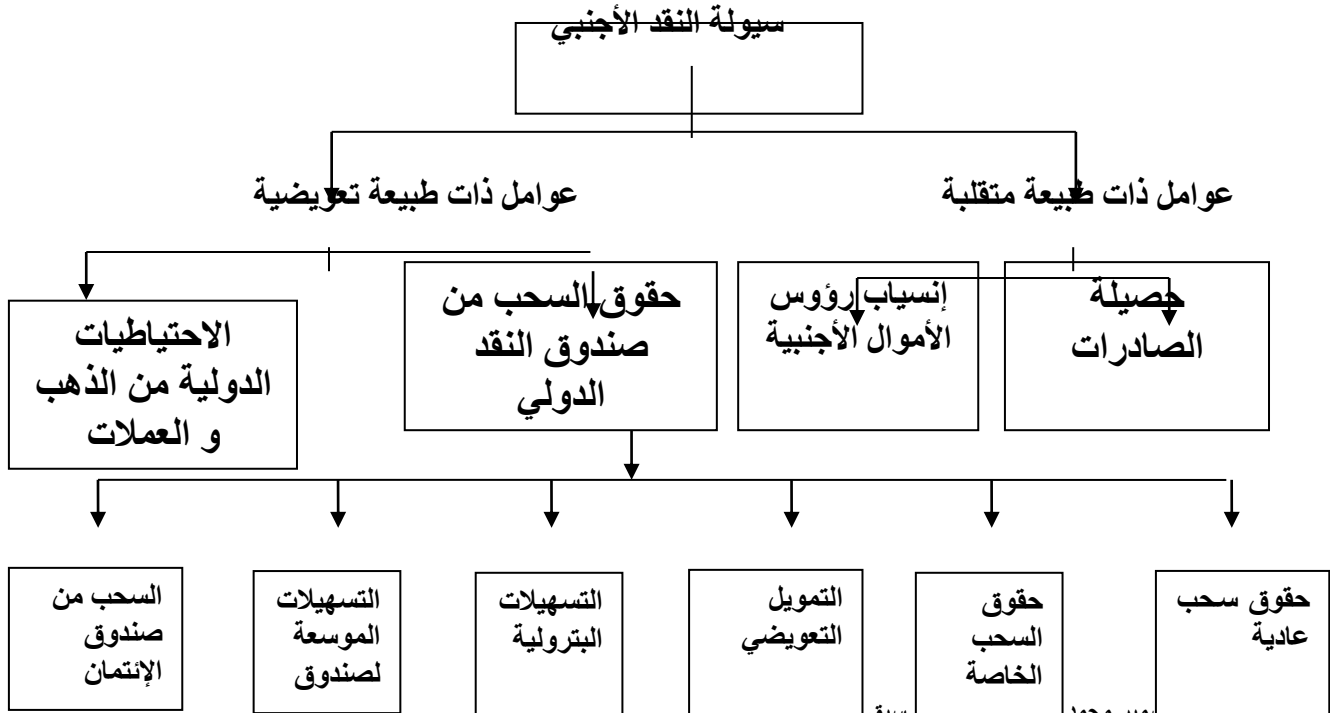 سيولة النقد الأجنبي
عوامل ذات طبيعة متقلبة
عوامل ذات طبيعة تعويضية
حصيلة
الصادرات
إنسياب رؤوس
الأموال الأجنبية
حقوق السحب من
صندوق النقد
الدولي
الاحتياطيات
الدولية من الذهب
و العملات
حقوق سحب
عادية
حقوق
السحب
الخاصة
التمويل
التعويضي
التسهيلات
البترولية
التسهيلات
الموسعة
لصندوق
السحب من
صندوق
الإئتمان